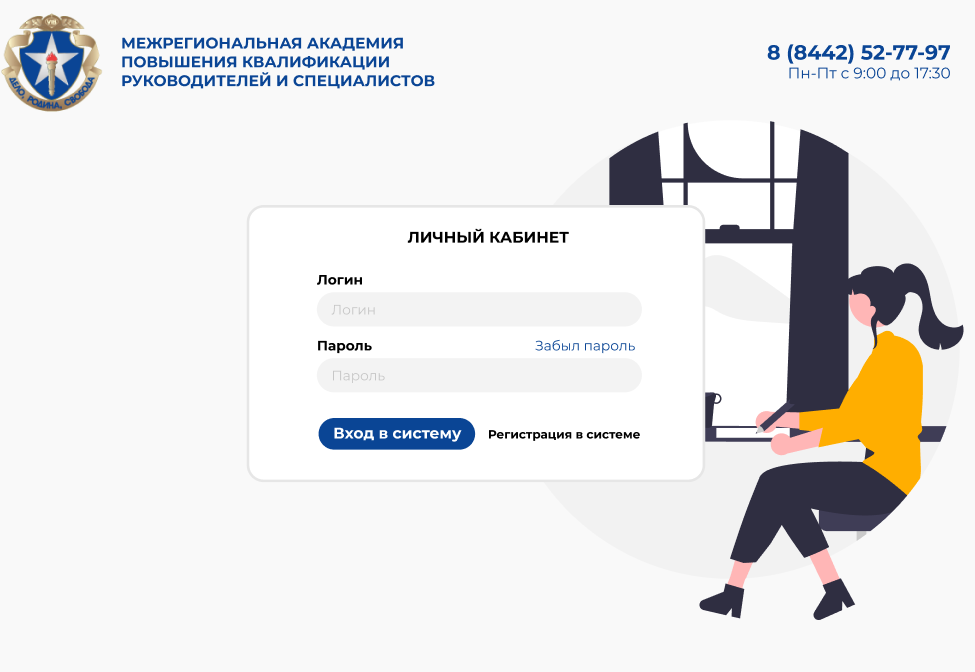 VIII
ДЕЛО, РОДИНА, СВОБОДА
МЕЖРЕГИОНАЛЬНАЯ АКАДЕМИЯ
ПОВЫШЕНИЯ КВАЛИФИКАЦИИ
РУКОВОДИТЕЛЕЙ И СПЕЦИАЛИСТОВ
8 (8442) 52-77-97
Пн-Пт с 9:00 до 17:30
ЛИЧНЫЙ КАБИНЕТ
Логин
Логин
Пароль Забыл пароль
Пароль
Вход в систему Регистрация в системе